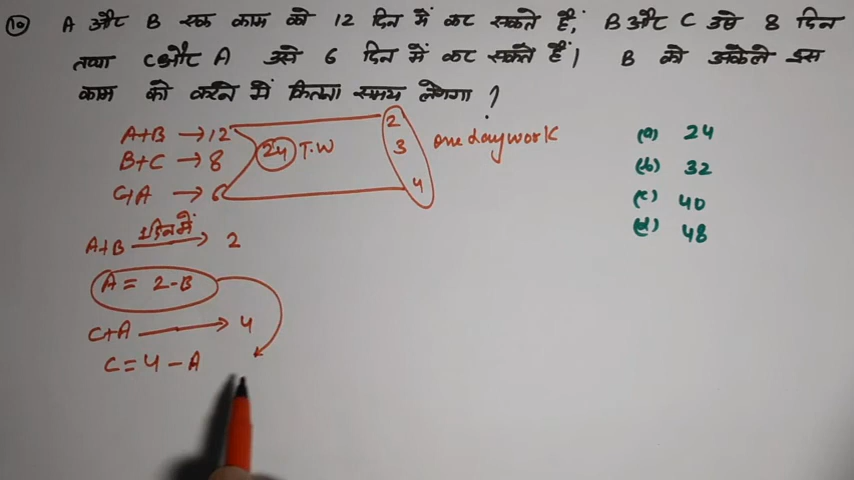 (10) A और B एक काम को 12 दिन में कर सकते हैं; B और C उसे 8 दिन
तथा C और A उसे 6 दिन में कर सकते हैं। B को अकेले इस
काम को करने में कितना समय लगेगा ?
A+B → 12 24 T.W 2 one day work
B+C → 8 3
C+A → 6 4
A+B 1 दिन में → 2
A = 2-B
C+A → 4
C = 4 - A
(a) 24
(b) 32
(c) 40
(d) 48